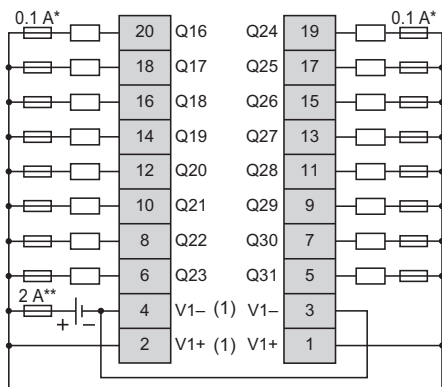 0.1 A* 20 Q16 Q24 19 0.1 A*
18 Q17 Q25 17
16 Q18 Q26 15
14 Q19 Q27 13
12 Q20 Q28 11
10 Q21 Q29 9
8 Q22 Q30 7
6 Q23 Q31 5
2 A** + – 4 V1– (1) V1– 3
2 V1+ (1) V1+ 1